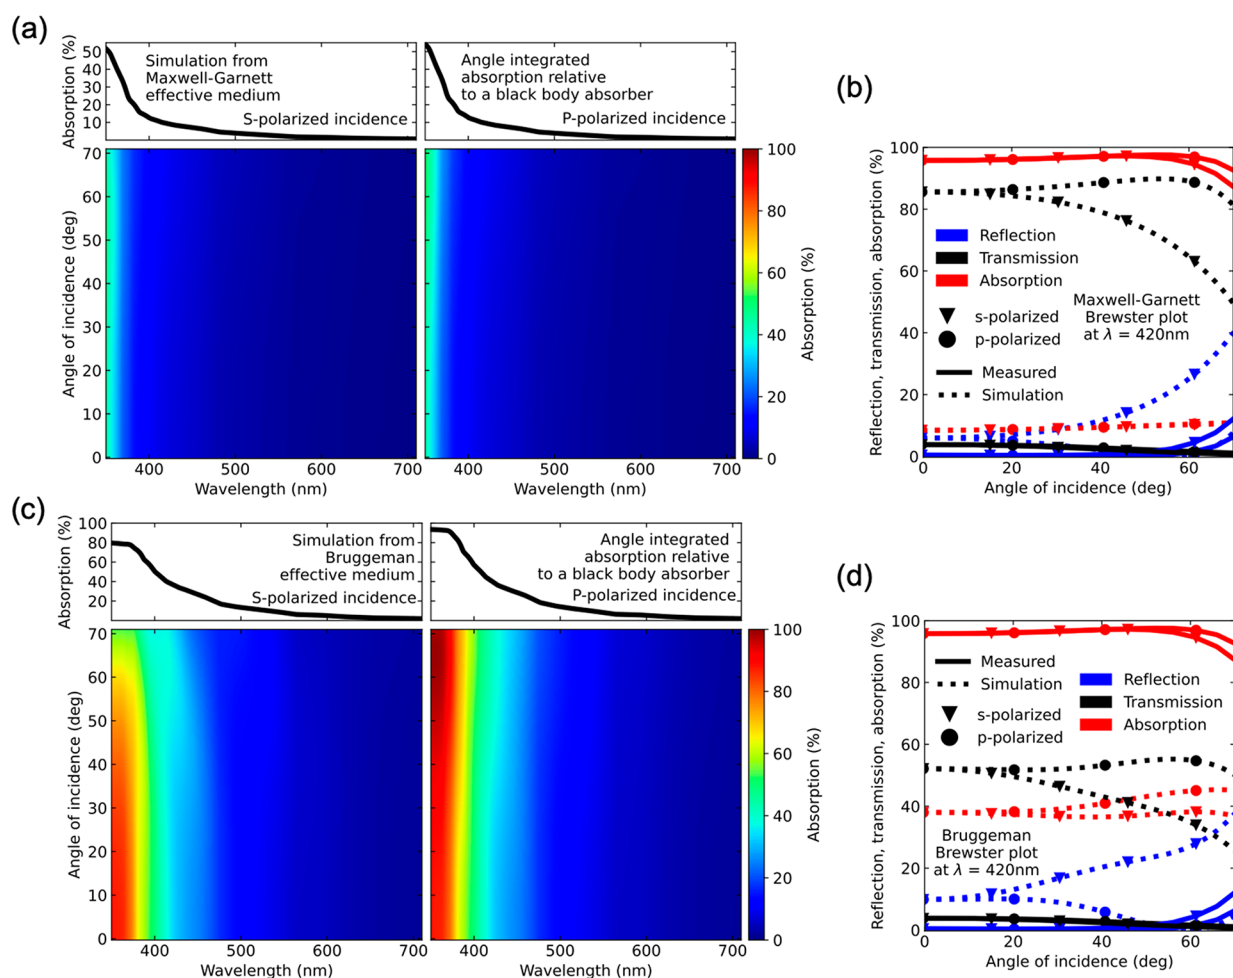 (a)
Absorption (%)
50
40
30
20
10
Simulation from
Maxwell-Garnett
effective medium
S-polarized incidence
Angle integrated
absorption relative
to a black body absorber
P-polarized incidence
Angle of incidence (deg)
70
60
50
40
30
20
10
0
400
500
600
700
Wavelength (nm)
400
500
600
700
Wavelength (nm)
100
80
60
40
20
0
Absorption (%)
(b)
Reflection, transmission, absorption (%)
100
80
60
40
20
0
Reflection
Transmission
Absorption
s-polarized
p-polarized
Maxwell-Garnett
Brewster plot
at λ = 420nm
Measured
Simulation
0
20
40
60
Angle of incidence (deg)
(c)
Absorption (%)
100
80
60
40
20
Simulation from
Bruggeman
effective medium
S-polarized incidence
Angle integrated
absorption relative
to a black body absorber
P-polarized incidence
Angle of incidence (deg)
70
60
50
40
30
20
10
0
400
500
600
700
Wavelength (nm)
400
500
600
700
Wavelength (nm)
100
80
60
40
20
0
Absorption (%)
(d)
Reflection, transmission, absorption (%)
100
80
60
40
20
0
Measured
Simulation
s-polarized
p-polarized
Reflection
Transmission
Absorption
Bruggeman
Brewster plot
at λ = 420nm
0
20
40
60
Angle of incidence (deg)